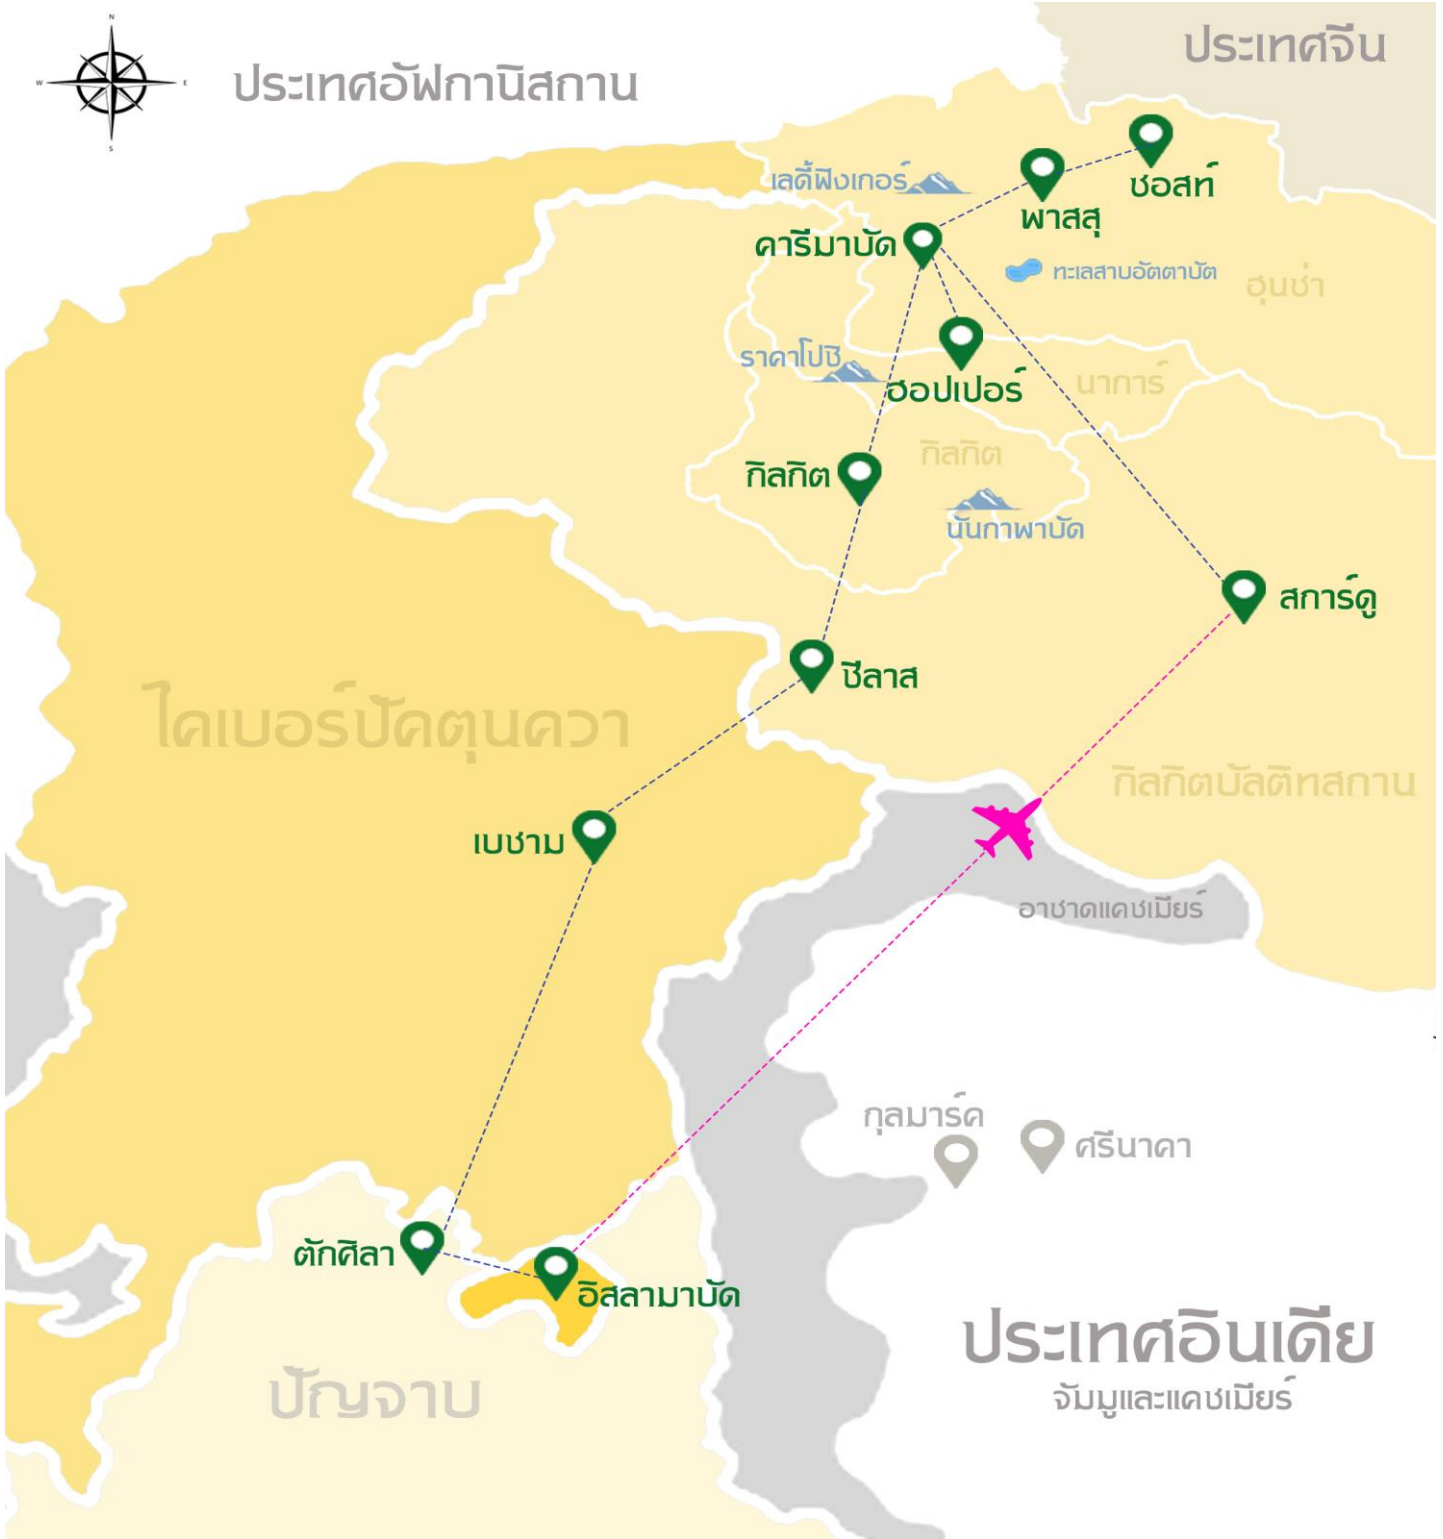 N
W
E
S
ประเทศอัฟกานิสถาน
ประเทศจีน
เลดี้ฟิงเกอร์
ซอสท์
พาสสุ
คารีมาบัด
ทะเลสาบอัตตาบัต
ฮุนซ่า
ราคาโปชิ
ฮอปเปอร์
นาการ์
กิลกิต
กิลกิต
นันกาพาบัด
สการ์ดู
ชีลาส
ไคเบอร์ปัคตุนควา
กิลกิตบัลติทสถาน
เบชาม
อาซาดแคชเมียร์
กุลมาร์ค
ศรีนาคา
ตักศิลา
อิสลามาบัด
ประเทศอินเดีย
จัมมูและแคชเมียร์
ปัญจาบ